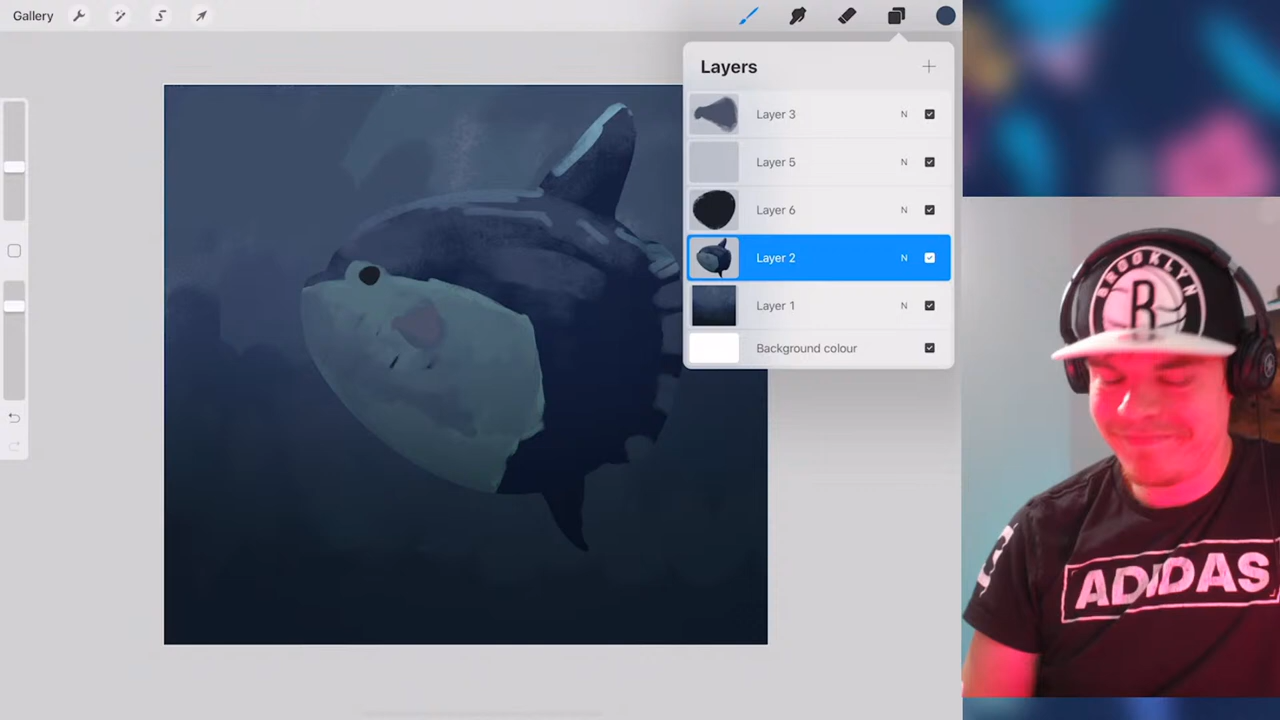 Gallery
Layers
Layer 3 N
Layer 5 N
Layer 6 N
Layer 2 N
Layer 1 N
Background colour
BROOKLYN
B
ADIDAS